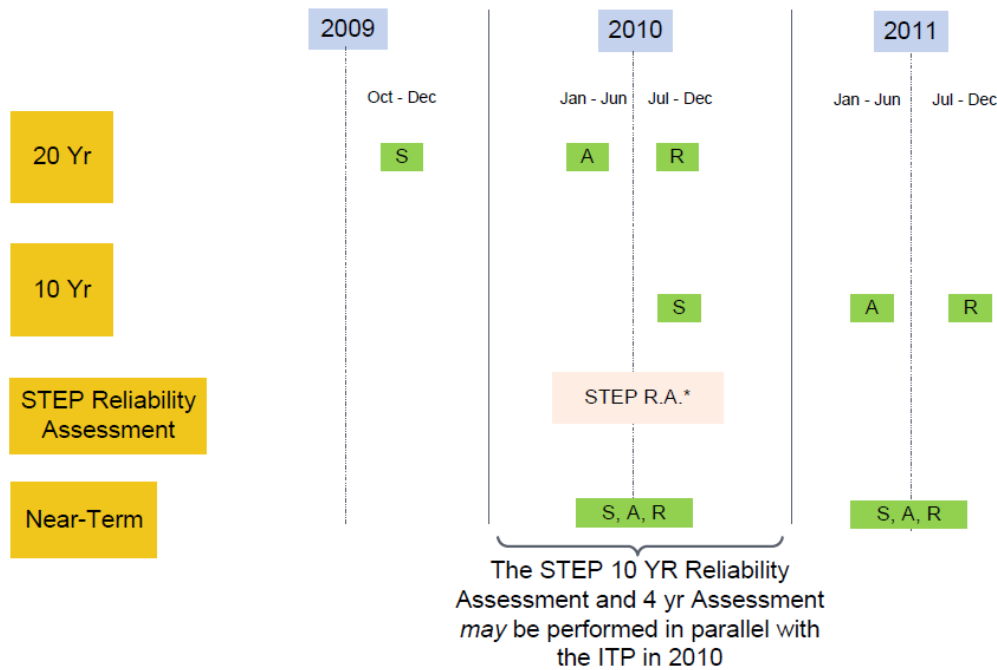 2009
2010
2011
Oct - Dec
Jan - Jun
Jul - Dec
Jan - Jun
Jul - Dec
20 Yr
S
A
R
10 Yr
S
A
R
STEP Reliability
Assessment
STEP R.A.*
Near-Term
S, A, R
S, A, R
The STEP 10 YR Reliability
Assessment and 4 yr Assessment
may be performed in parallel with
the ITP in 2010